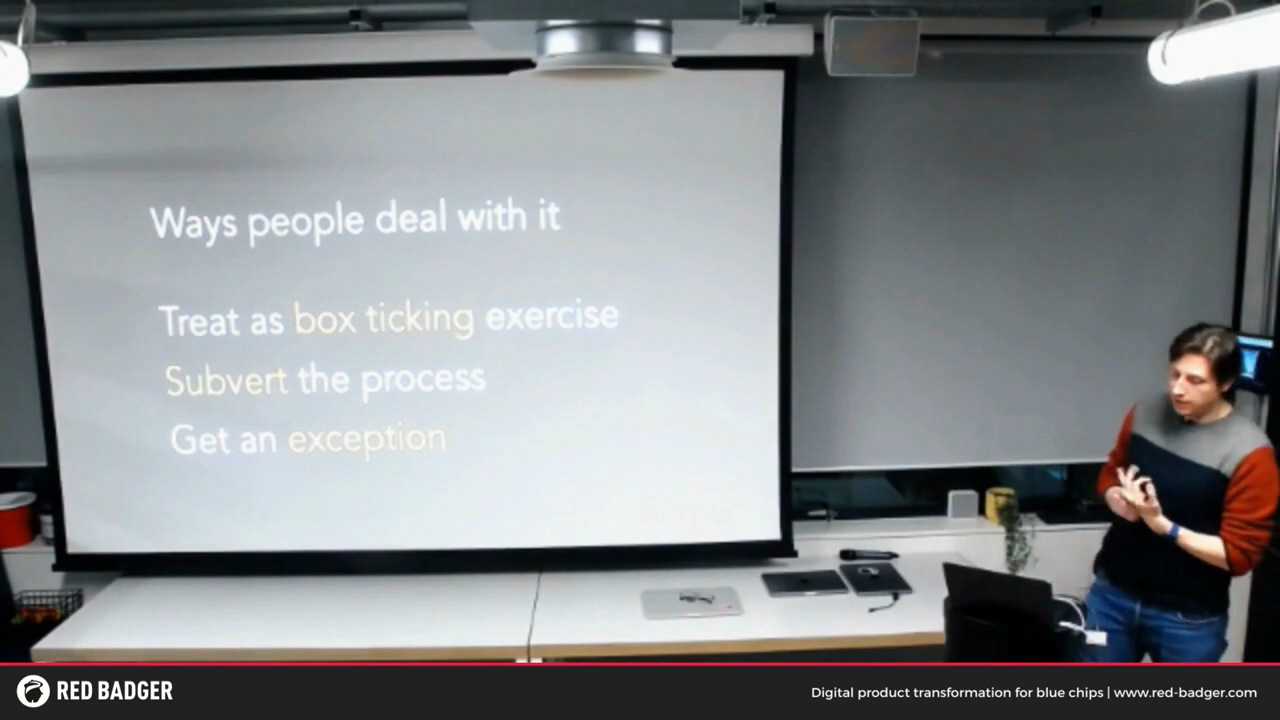 Ways people deal with it
Treat as box ticking exercise
Subvert the process
Get an exception
RED BADGER
Digital product transformation for blue chips | www.red-badger.com